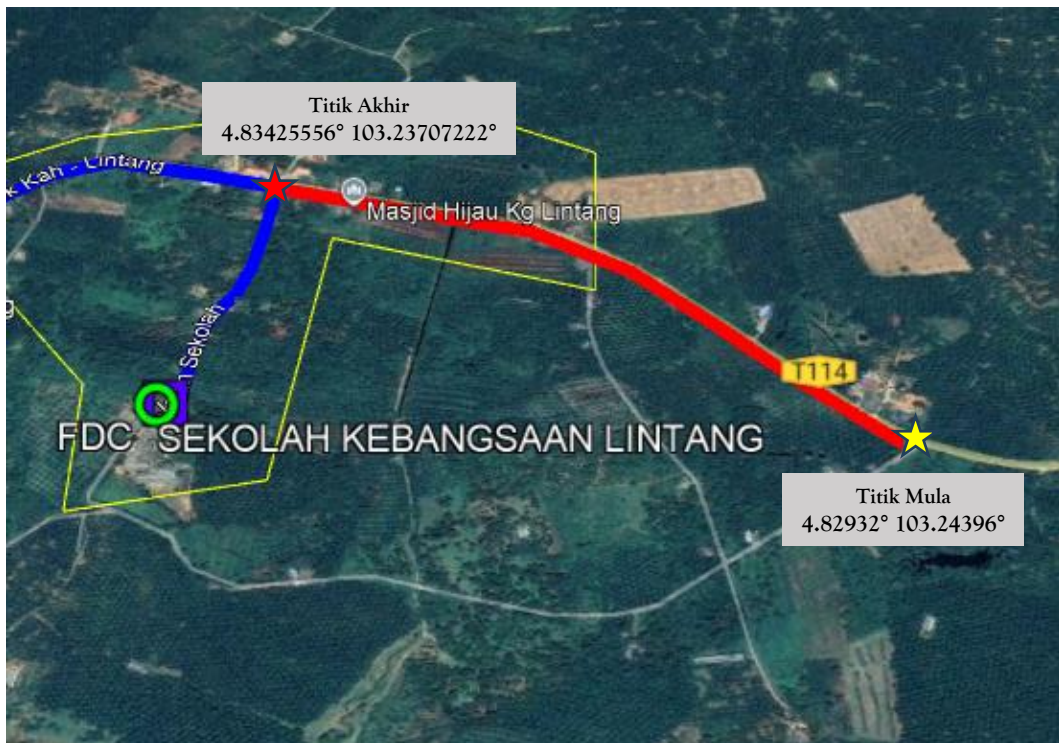 Titik Akhir
4.83425556° 103.23707222°
k Kah - Lintang
Masjid Hijau Kg Lintang
n Sekolah
T114
FDC SEKOLAH KEBANGSAAN LINTANG
Titik Mula
4.82932° 103.24396°